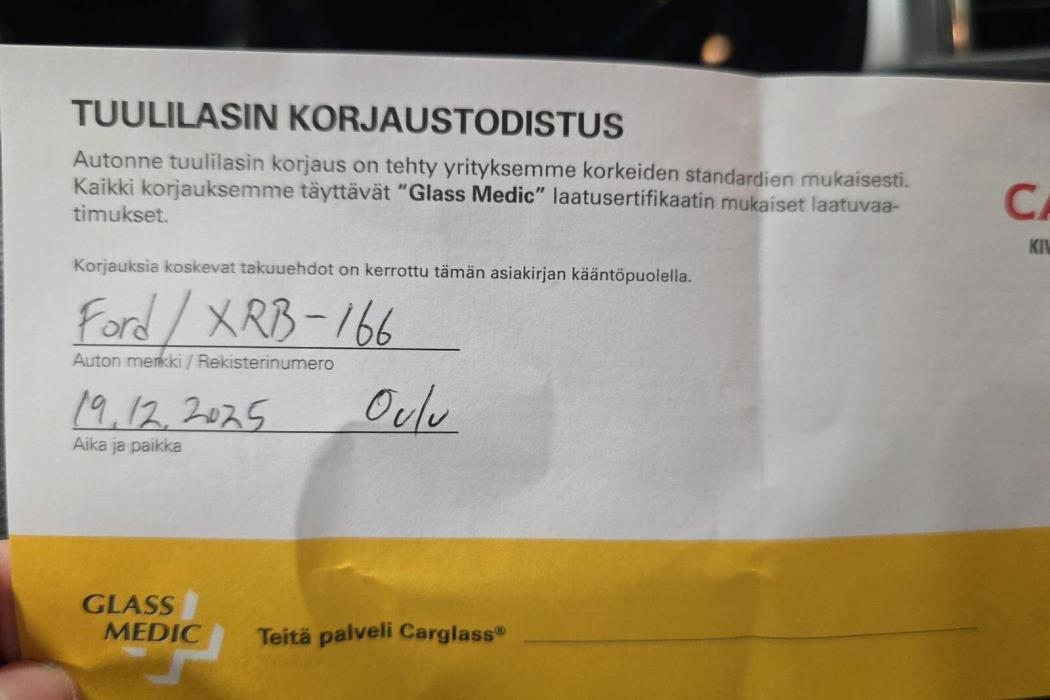 TUULILASIN KORJAUSTODISTUS
Autonne tuulilasin korjaus on tehty yrityksemme korkeiden standardien mukaisesti.
Kaikki korjauksemme täyttävät "Glass Medic" laatusertifikaatin mukaiset laatuvaa-
timukset.
CA
KIV
Korjauksia koskevat takuuehdot on kerrottu tämän asiakirjan kääntöpuolella.
Ford / XRB-166
Auton merkki / Rekisterinumero
19.12.2025 Oulu
Aika ja paikka
GLASS
MEDIC
Teitä palveli Carglass®